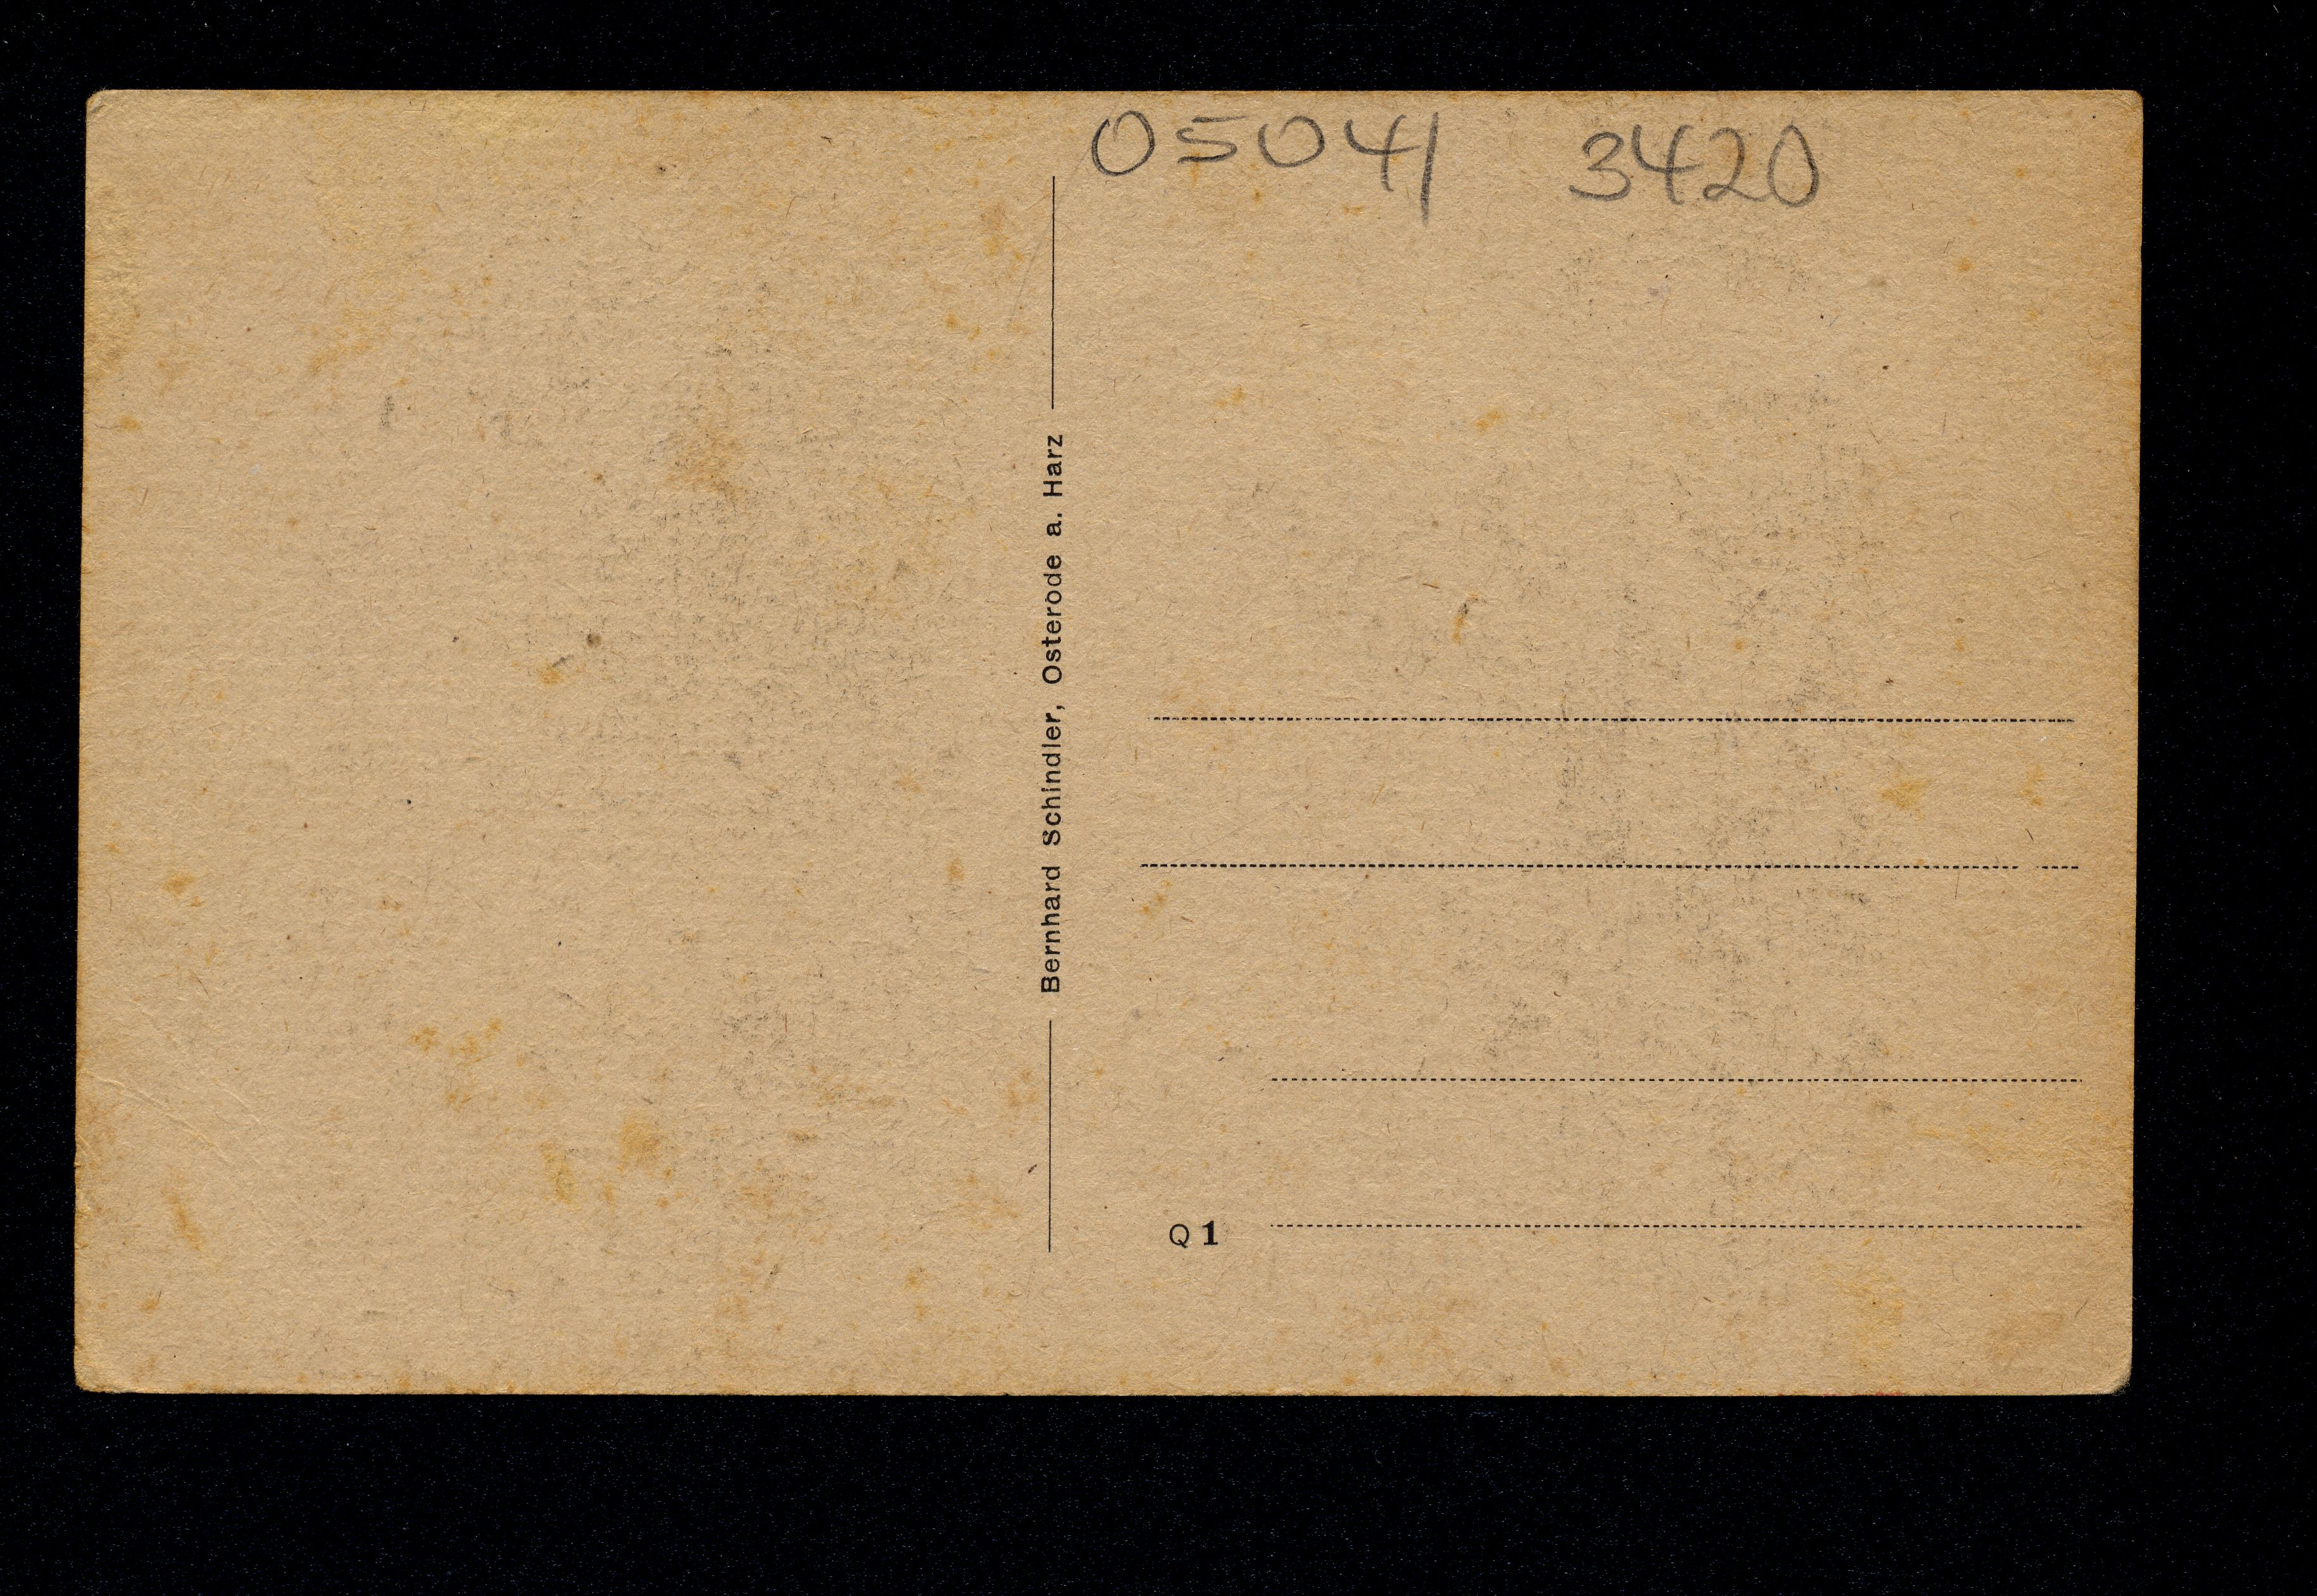 05041 3420
Bernhard Schindler, Osterode a. Harz
Q 1